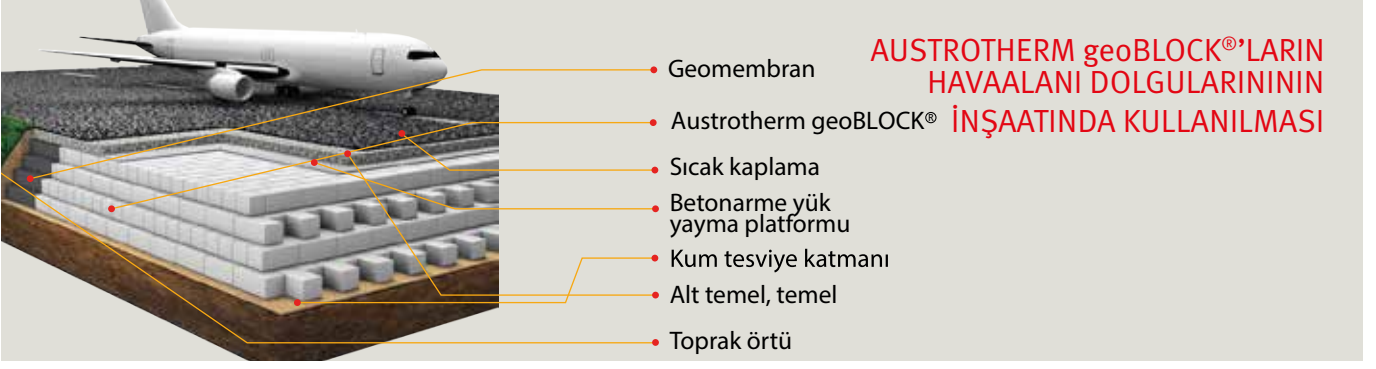 AUSTROTHERM geoBLOCK®’LARIN
HAVAALANI DOLGULARINININ
İNŞAATINDA KULLANILMASI
Geomembran
Austrotherm geoBLOCK®
Sıcak kaplama
Betonarme yük
yayma platformu
Kum tesviye katmanı
Alt temel, temel
Toprak örtü